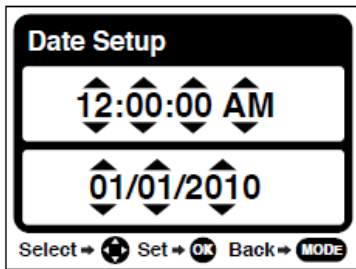 Date Setup
12:00:00 AM
01/01/2010
Select → Set → OK Back → MODE